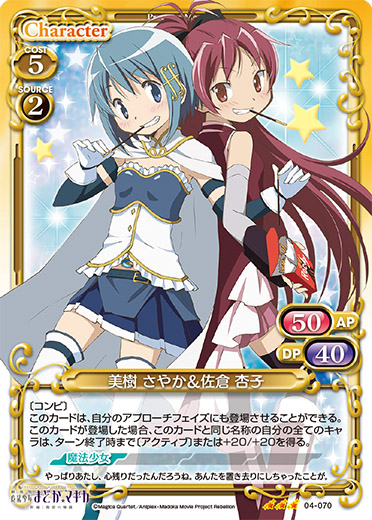 Character
COST
5
SOURCE
2
50 AP
DP 40
美樹 さやか&佐倉 杏子
［コンビ］
このカードは、自分のアプローチフェイズにも登場させることができる。
このカードが登場した場合、このカードと同じ名称の自分の全てのキャ
ラは、ターン終了時まで［アクティブ］または+20/+20を得る。
魔法少女
やっぱりあたし、心残りだったんだろうね。あんたを置き去りにしちゃったことが。
魔法少女まどか☆マギカ
©Magica Quartet／Aniplex・Madoka Movie Project Rebellion
04-070